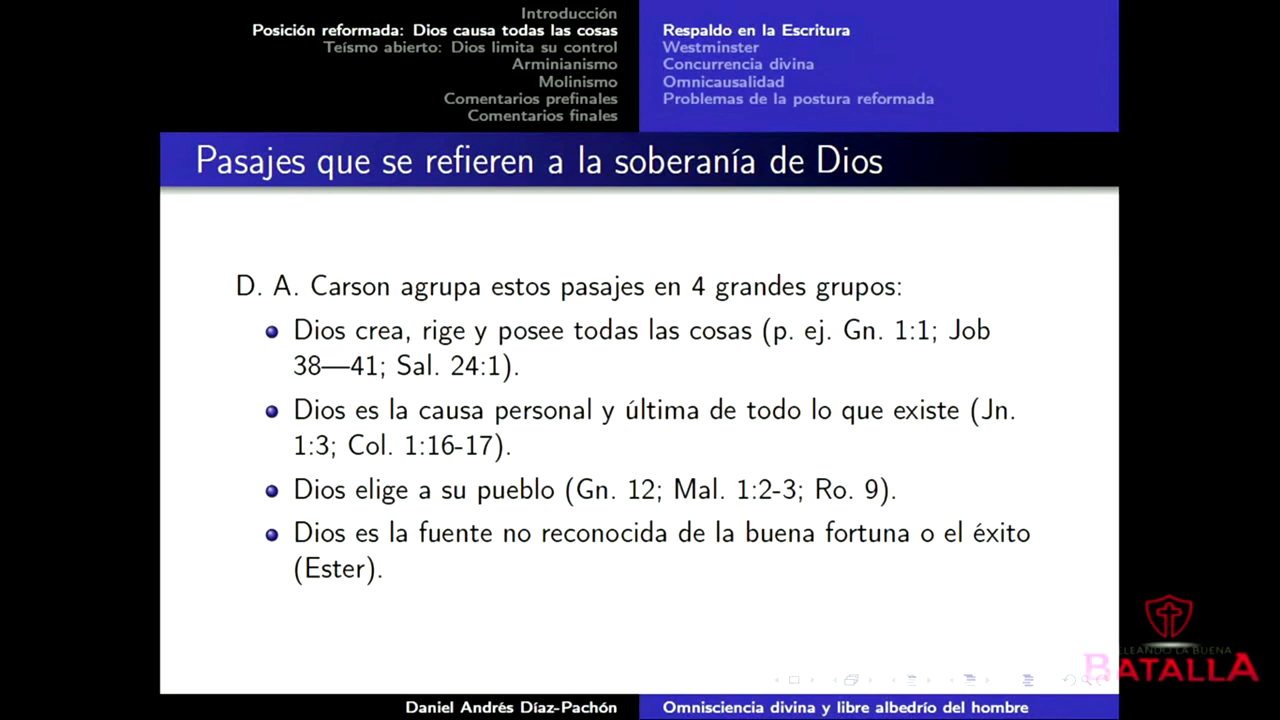 Introducción
Posición reformada: Dios causa todas las cosas
Teísmo abierto: Dios limita su control
Arminianismo
Molinismo
Comentarios prefinales
Comentarios finales
Respaldo en la Escritura
Westminster
Concurrencia divina
Omnicausalidad
Problemas de la postura reformada
Pasajes que se refieren a la soberanía de Dios
D. A. Carson agrupa estos pasajes en 4 grandes grupos:
Dios crea, rige y posee todas las cosas (p. ej. Gn. 1:1; Job
38—41; Sal. 24:1).
Dios es la causa personal y última de todo lo que existe (Jn.
1:3; Col. 1:16-17).
Dios elige a su pueblo (Gn. 12; Mal. 1:2-3; Ro. 9).
Dios es la fuente no reconocida de la buena fortuna o el éxito
(Ester).
LEANDO LA BUENA
BATALLA
Daniel Andrés Díaz-Pachón
Omnisciencia divina y libre albedrío del hombre